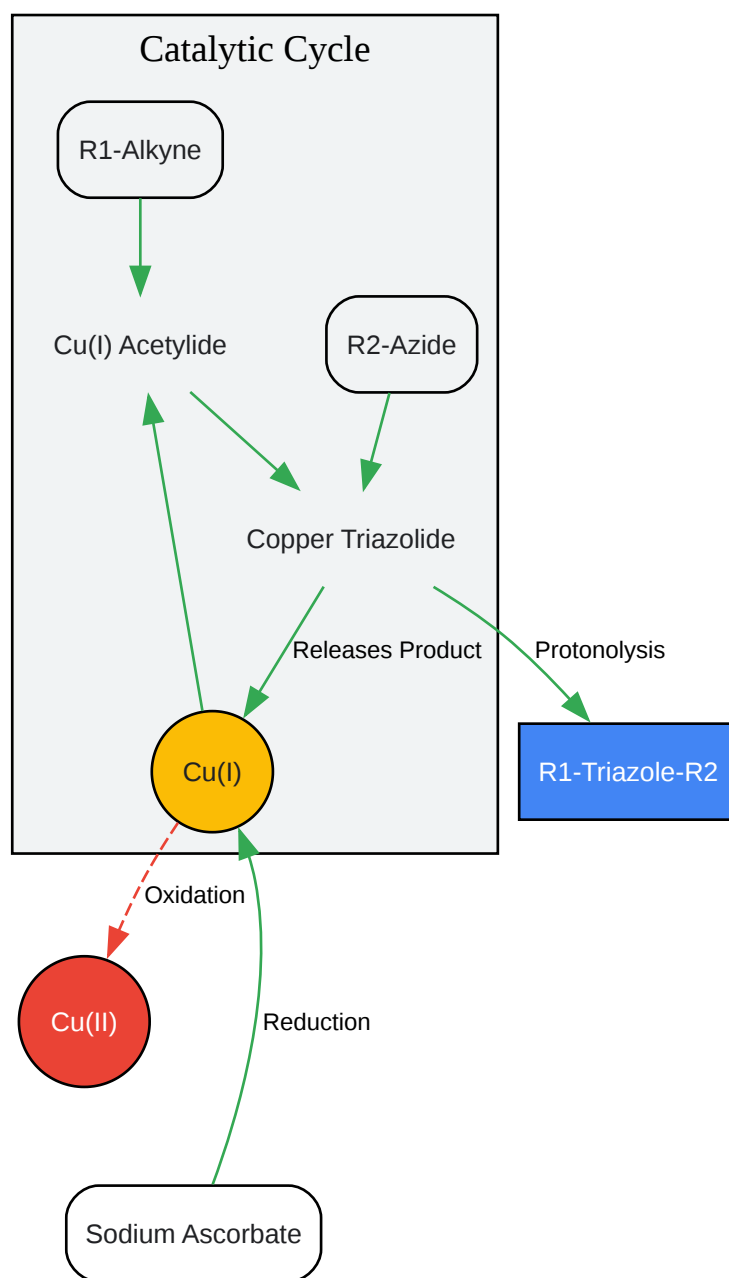 Catalytic Cycle
R1-Alkyne
Cu(I) Acetylide
R2-Azide
Copper Triazolide
Releases Product
Protonolysis
Cu(I)
R1-Triazole-R2
Oxidation
Cu(II)
Reduction
Sodium Ascorbate